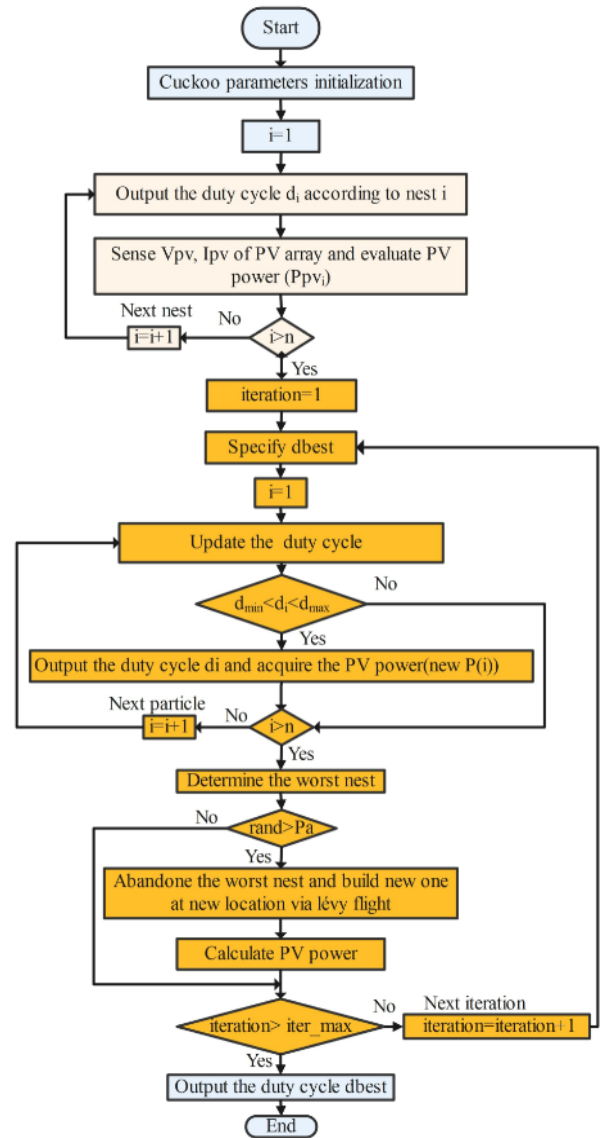 Start
Cuckoo parameters initialization
i=1
Output the duty cycle dᵢ according to nest i
Sense Vpv, Ipv of PV array and evaluate PV
power (Ppvᵢ)
Next nest
No
i=i+1
i>n
Yes
iteration=1
Specify dbest
i=1
Update the duty cycle
No
dmin<di<dmax
Yes
Output the duty cycle di and acquire the PV power(new P(i))
Next particle
No
i=i+1
i>n
Yes
Determine the worst nest
No
rand>Pa
Yes
Abandone the worst nest and build new one
at new location via lévy flight
Calculate PV power
No
Next iteration
iteration> iter_max
iteration=iteration+1
Yes
Output the duty cycle dbest
End